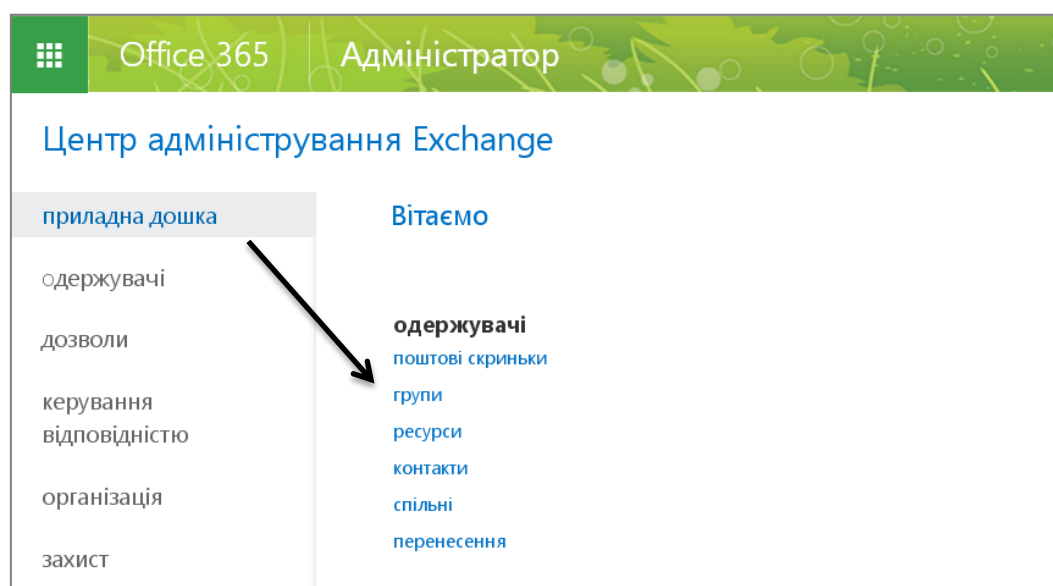 Office 365 Адміністратор
Центр адміністрування Exchange
приладна дошка
одержувачі
дозволи
керування
відповідністю
організація
захист
Вітаємо
одержувачі
поштові скриньки
групи
ресурси
контакти
спільні
перенесення